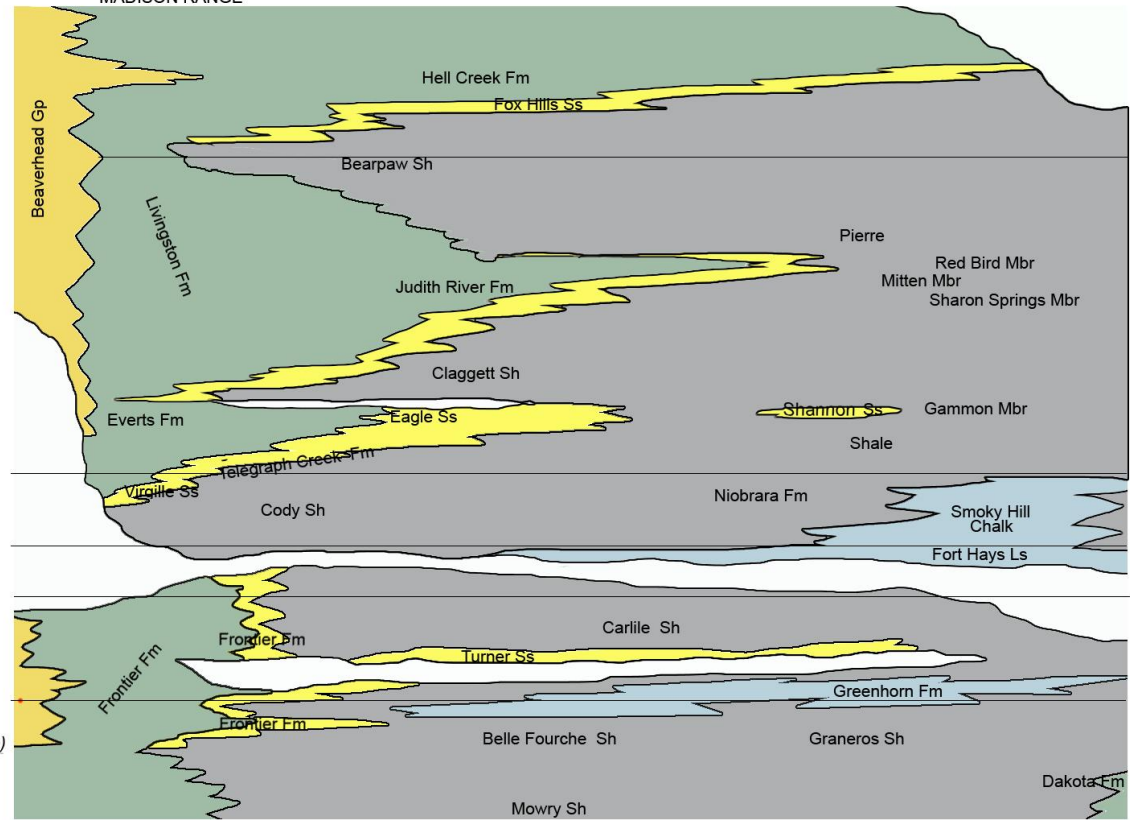 MADISON RANGE
Hell Creek Fm
Fox Hills Ss
Beaverhead Gp
Bearpaw Sh
Livingston Fm
Pierre
Red Bird Mbr
Mitten Mbr
Judith River Fm
Sharon Springs Mbr
Claggett Sh
Everts Fm
Eagle Ss
Shannon Ss
Gammon Mbr
Shale
Telegraph Creek Fm
Virgille Ss
Niobrara Fm
Cody Sh
Smoky Hill
Chalk
Fort Hays Ls
Carlile Sh
Frontier Fm
Turner Ss
Frontier Fm
Greenhorn Fm
Frontier Fm
Belle Fourche Sh
Graneros Sh
)
Dakota Fm
Mowry Sh